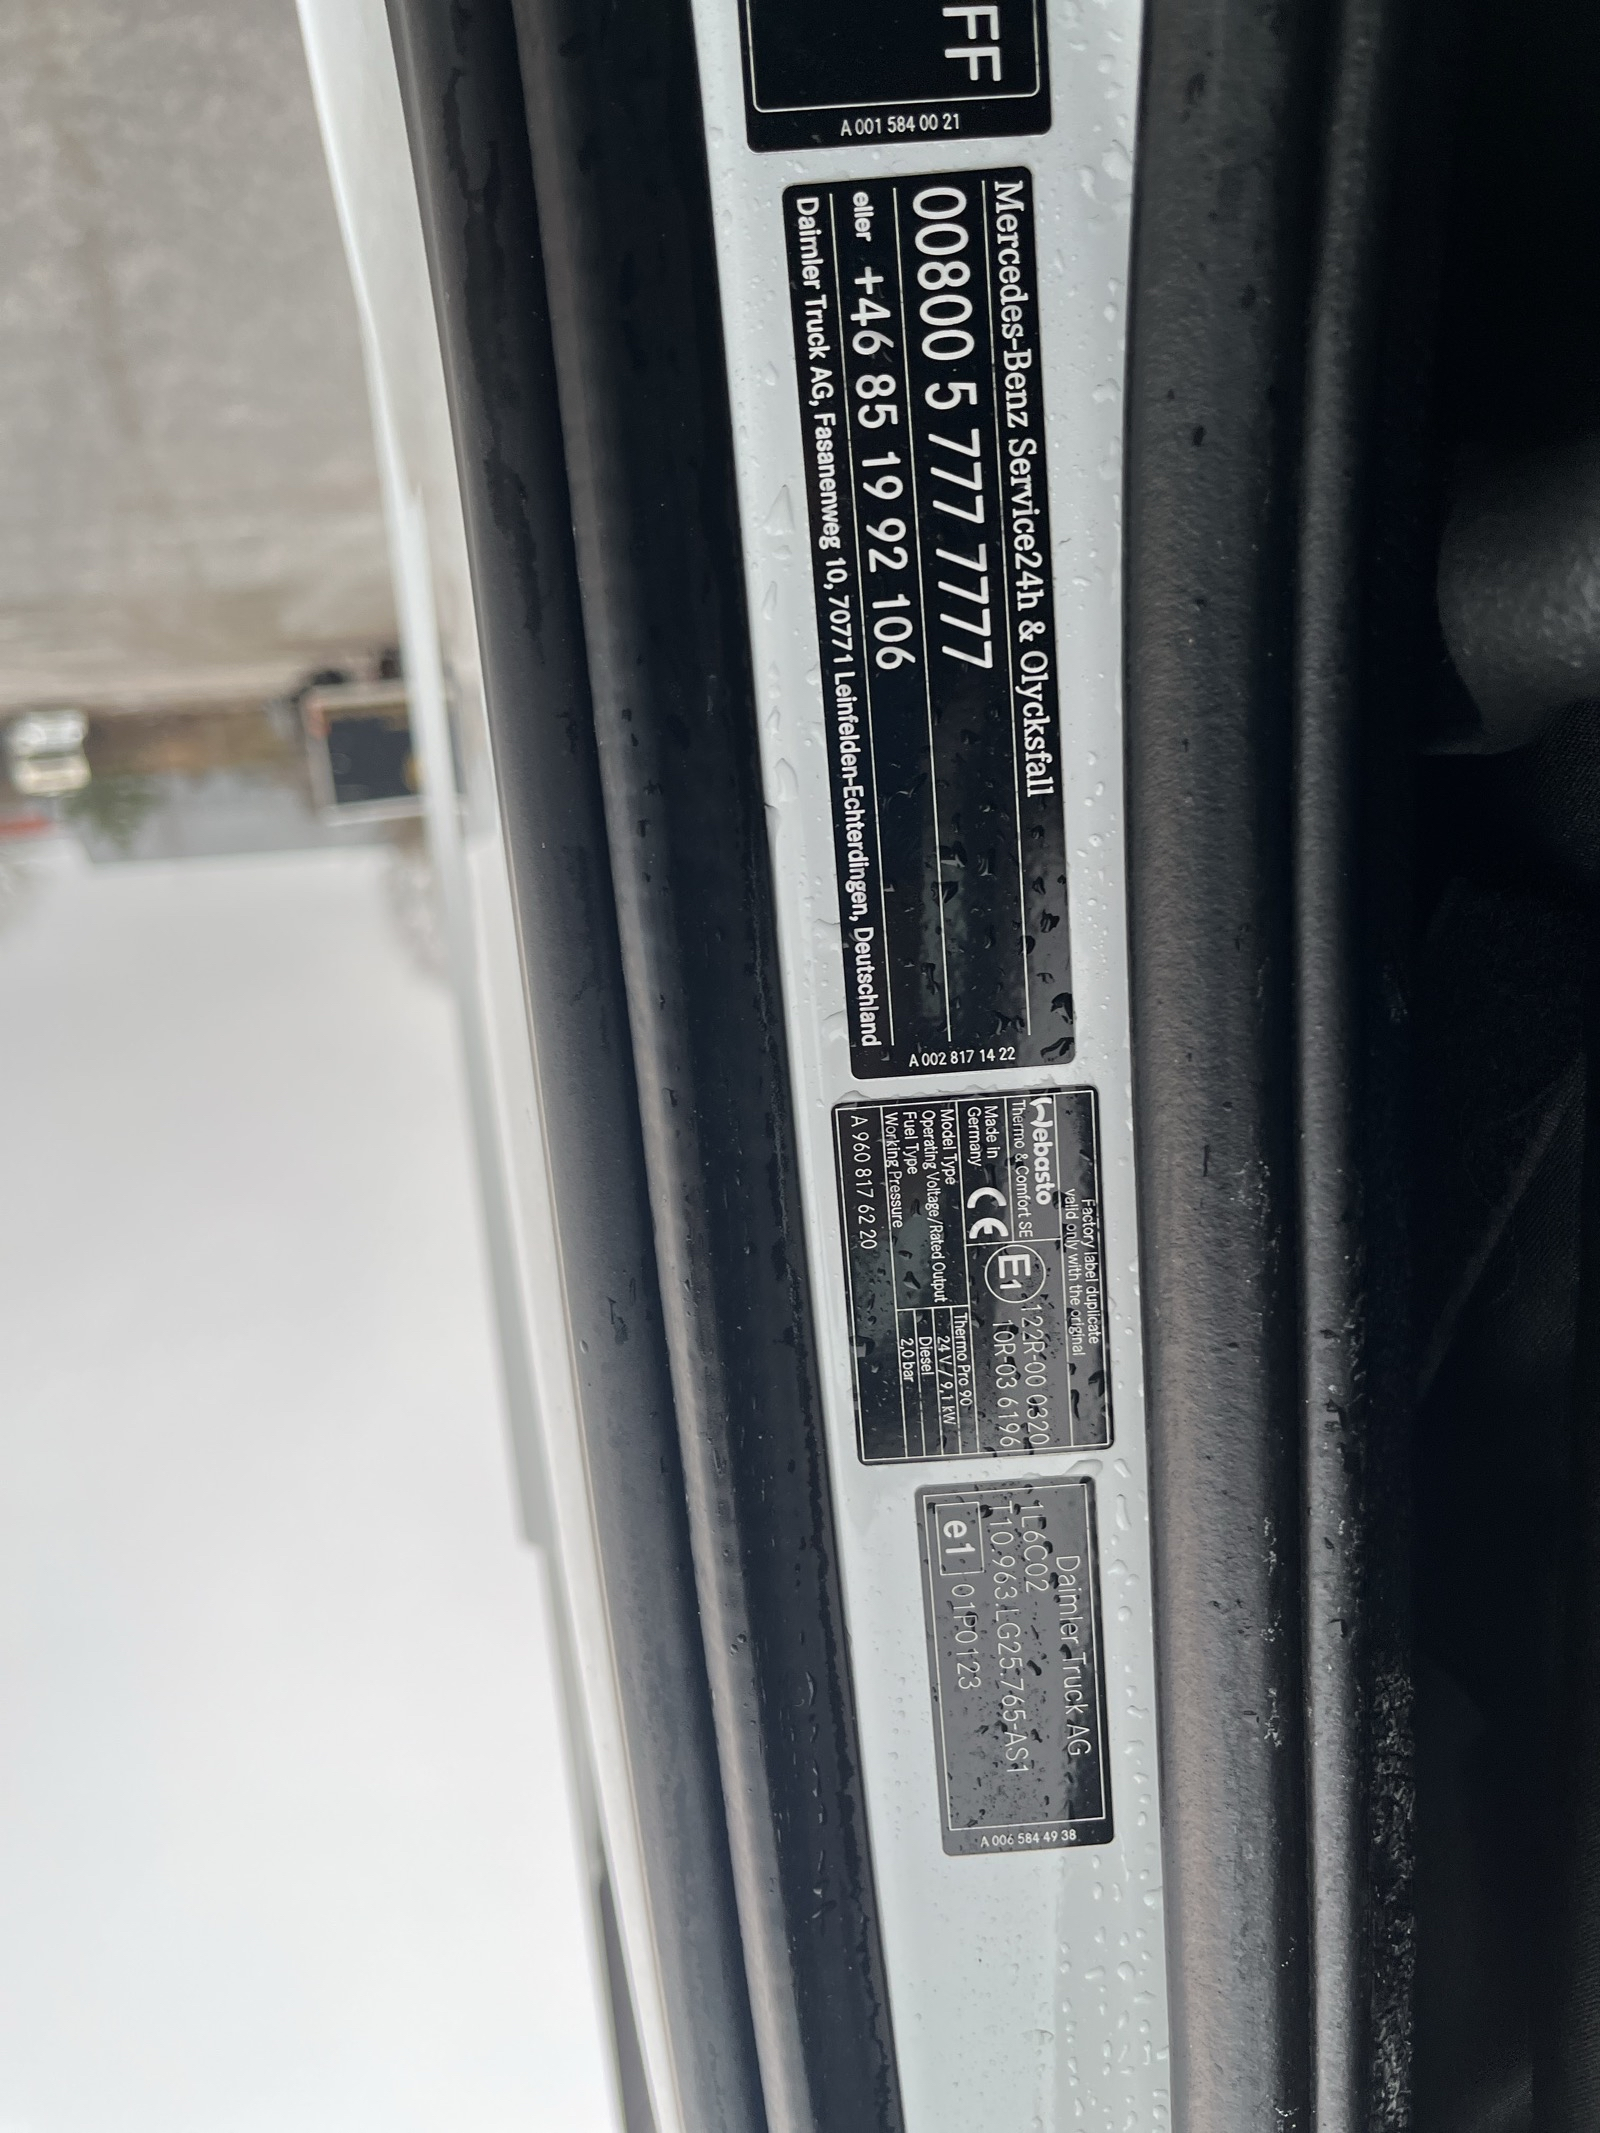 FF
A 001 584 00 21
Mercedes-Benz Service24h & Olycksfall
00800 5 777 7777
eller +46 85 19 92 106
Daimler Truck AG, Fasanenweg 10, 70771 Leinfelden-Echterdingen, Deutschland
A 002 817 14 22
Factory label duplicate
valid only with the original
Webasto
Thermo & Comfort SE
Made in
Germany
CE
E1
122R-00 0320
10R-03 6196
Model Type Thermo Pro 90
Operating Voltage/Rated Output 24 V / 9,1 kW
Fuel Type Diesel
Working Pressure 2,0 bar
A 960 817 62 20
Daimler Truck AG
1L6C02
T10.963.LG25.765-AS1
e1 01P0123
A 006 584 49 38